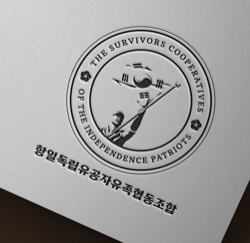 THE SURVIVORS COOPERATIVES
OF THE INDEPENDENCE PATRIOTS
항일독립유공자유족협동조합